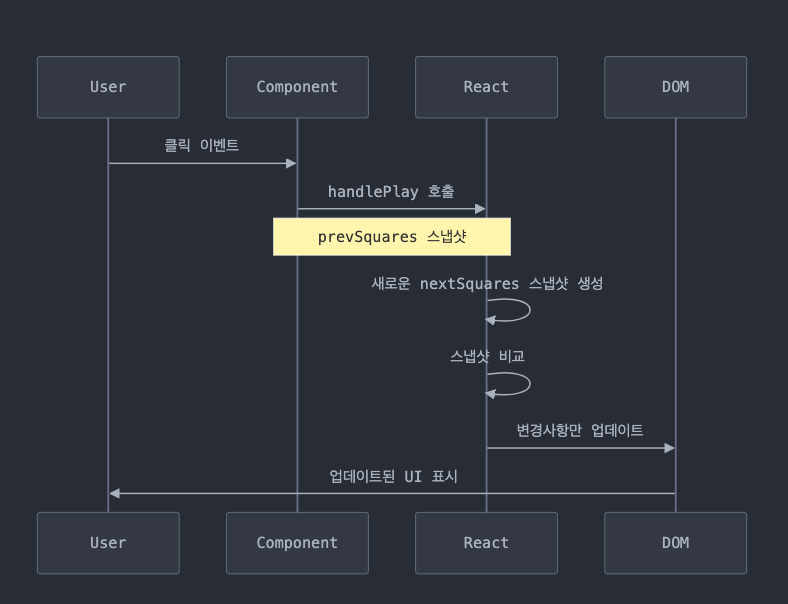 User
Component
React
DOM
클릭 이벤트
handlePlay 호출
prevSquares 스냅샷
새로운 nextSquares 스냅샷 생성
스냅샷 비교
변경사항만 업데이트
업데이트된 UI 표시
User
Component
React
DOM